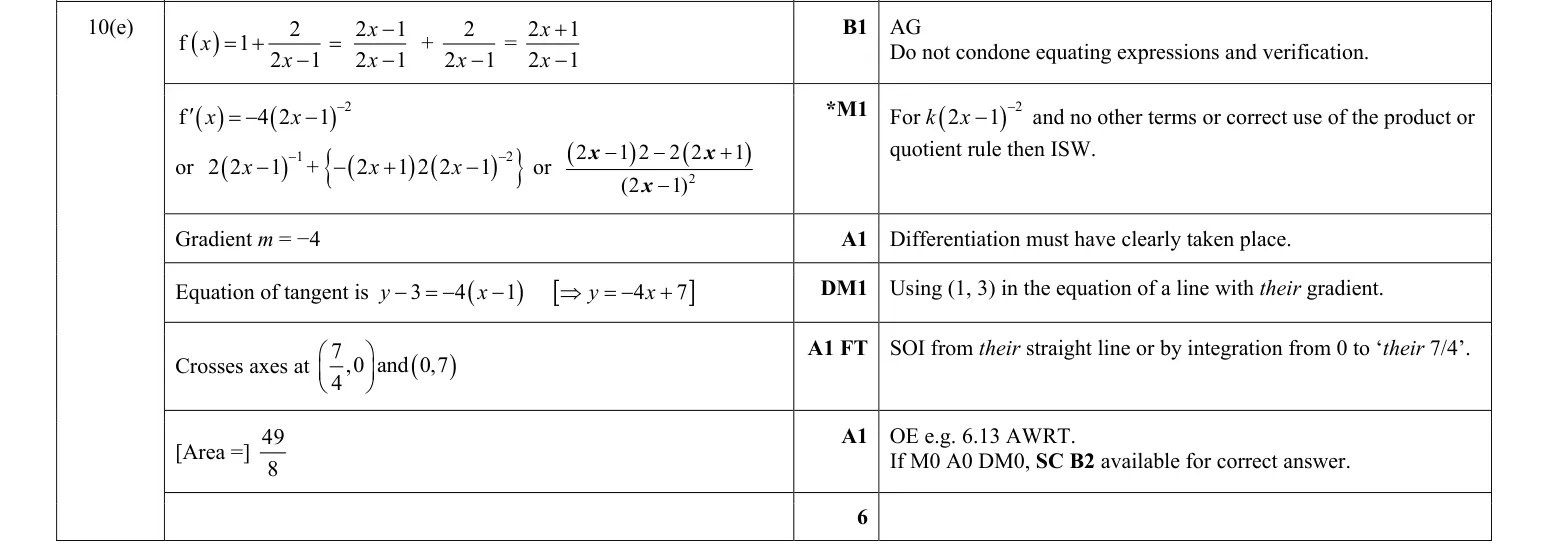 10(e) f(x) = 1 + 2/(2x − 1) = (2x − 1)/(2x − 1) + 2/(2x − 1) = (2x + 1)/(2x − 1) B1 AG
Do not condone equating expressions and verification.
f′(x) = −4(2x − 1)⁻² *M1 For k(2x − 1)⁻² and no other terms or correct use of the product or
or 2(2x − 1)⁻¹ + {−(2x + 1)2(2x − 1)⁻²} or ((2x − 1)2 − 2(2x + 1))/(2x − 1)² quotient rule then ISW.
Gradient m = −4 A1 Differentiation must have clearly taken place.
Equation of tangent is y − 3 = −4(x − 1) [⇒ y = −4x + 7] DM1 Using (1, 3) in the equation of a line with their gradient.
Crosses axes at (7/4, 0) and (0, 7) A1 FT SOI from their straight line or by integration from 0 to ‘their 7/4’.
[Area =] 49/8 A1 OE e.g. 6.13 AWRT.
If M0 A0 DM0, SC B2 available for correct answer.
6